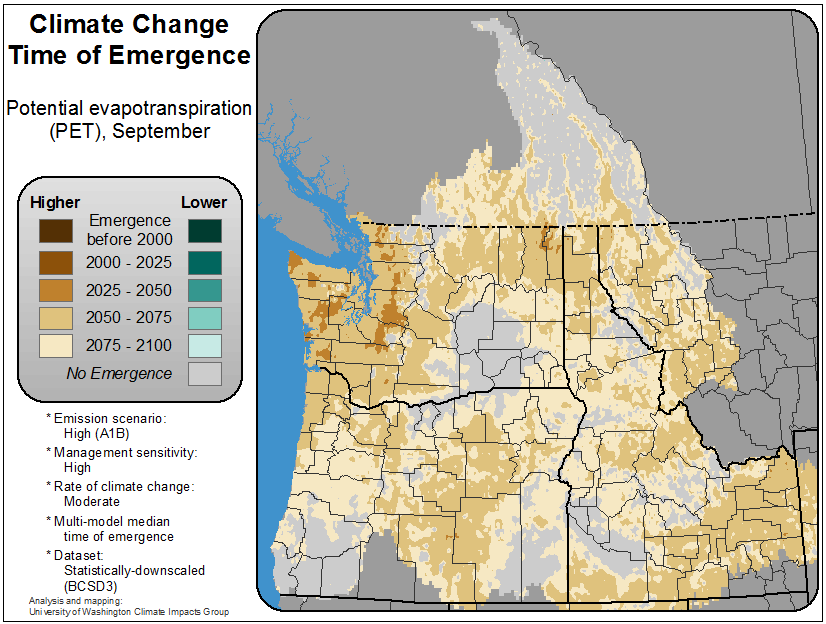 Climate Change
Time of Emergence
Potential evapotranspiration
(PET), September
Higher
Lower
Emergence
before 2000
2000 - 2025
2025 - 2050
2050 - 2075
2075 - 2100
No Emergence
* Emission scenario:
High (A1B)
* Management sensitivity:
High
* Rate of climate change:
Moderate
* Multi-model median
time of emergence
* Dataset:
Statistically-downscaled
(BCSD3)
Analysis and mapping:
University of Washington Climate Impacts Group